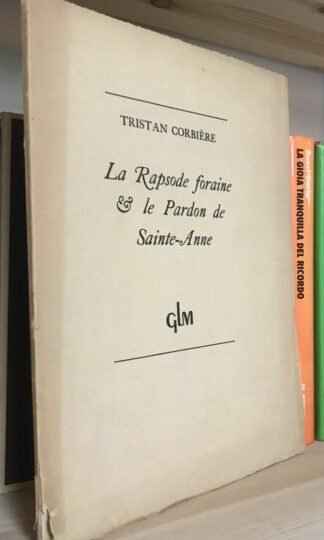 TRISTAN CORBIÈRE
La Rapsode foraine
& le Pardon de
Sainte-Anne
GLM
LA GIOIA TRANQUILLA DEL RICORDO